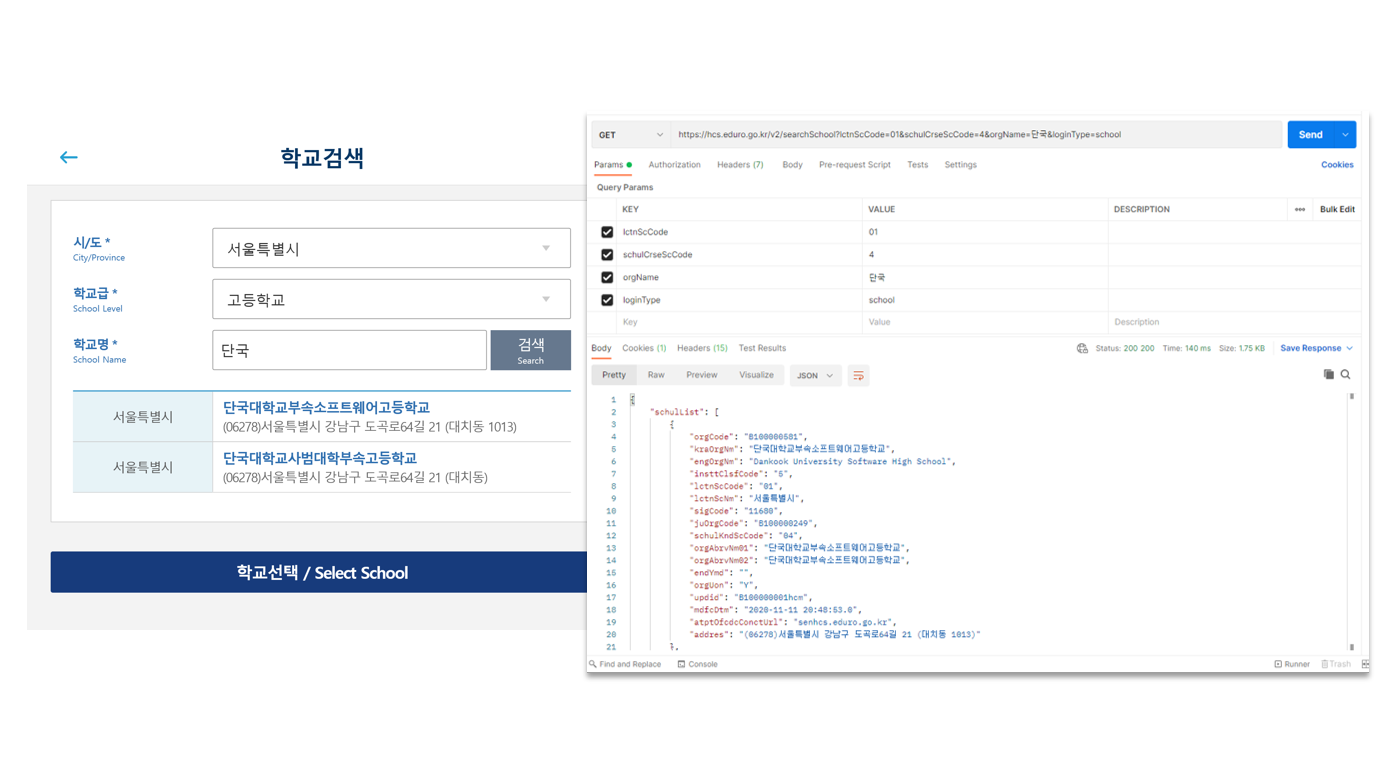 학교검색
시/도 *
City/Province
서울특별시
학교급 *
School Level
고등학교
학교명 *
School Name
단국
검색
Search
서울특별시
단국대학교부속소프트웨어고등학교
(06278)서울특별시 강남구 도곡로64길 21 (대치동 1013)
서울특별시
단국대학교사범대학부속고등학교
(06278)서울특별시 강남구 도곡로64길 21 (대치동)
학교선택 / Select School
GET https://hcs.eduro.go.kr/v2/searchSchool?lctnScCode=01&schulCrseScCode=4&orgName=단국&loginType=school Send
Params Authorization Headers (7) Body Pre-request Script Tests Settings Cookies
Query Params
KEY VALUE DESCRIPTION ••• Bulk Edit
lctnScCode 01
schulCrseScCode 4
orgName 단국
loginType school
Key Value Description
Body Cookies (1) Headers (15) Test Results Status: 200 200 Time: 140 ms Size: 1.75 KB Save Response
Pretty Raw Preview Visualize JSON
1 {
2 "schulList": [
3 {
4 "orgCode": "B100000581",
5 "kraOrgNm": "단국대학교부속소프트웨어고등학교",
6 "engOrgNm": "Dankook University Software High School",
7 "insttClsfCode": "5",
8 "lctnScCode": "01",
9 "lctnScNm": "서울특별시",
10 "sigCode": "11680",
11 "juOrgCode": "B100000249",
12 "schulKndScCode": "04",
13 "orgAbrvNm01": "단국대학교부속소프트웨어고등학교",
14 "orgAbrvNm02": "단국대학교부속소프트웨어고등학교",
15 "endYmd": "",
16 "orgUon": "Y",
17 "updid": "B100000001hcm",
18 "mdfcDtm": "2020-11-11 20:48:53.0",
19 "atptOfcdcConctUrl": "senhcs.eduro.go.kr",
20 "addres": "(06278)서울특별시 강남구 도곡로64길 21 (대치동 1013)"
21 },
Find and Replace Console Runner Trash